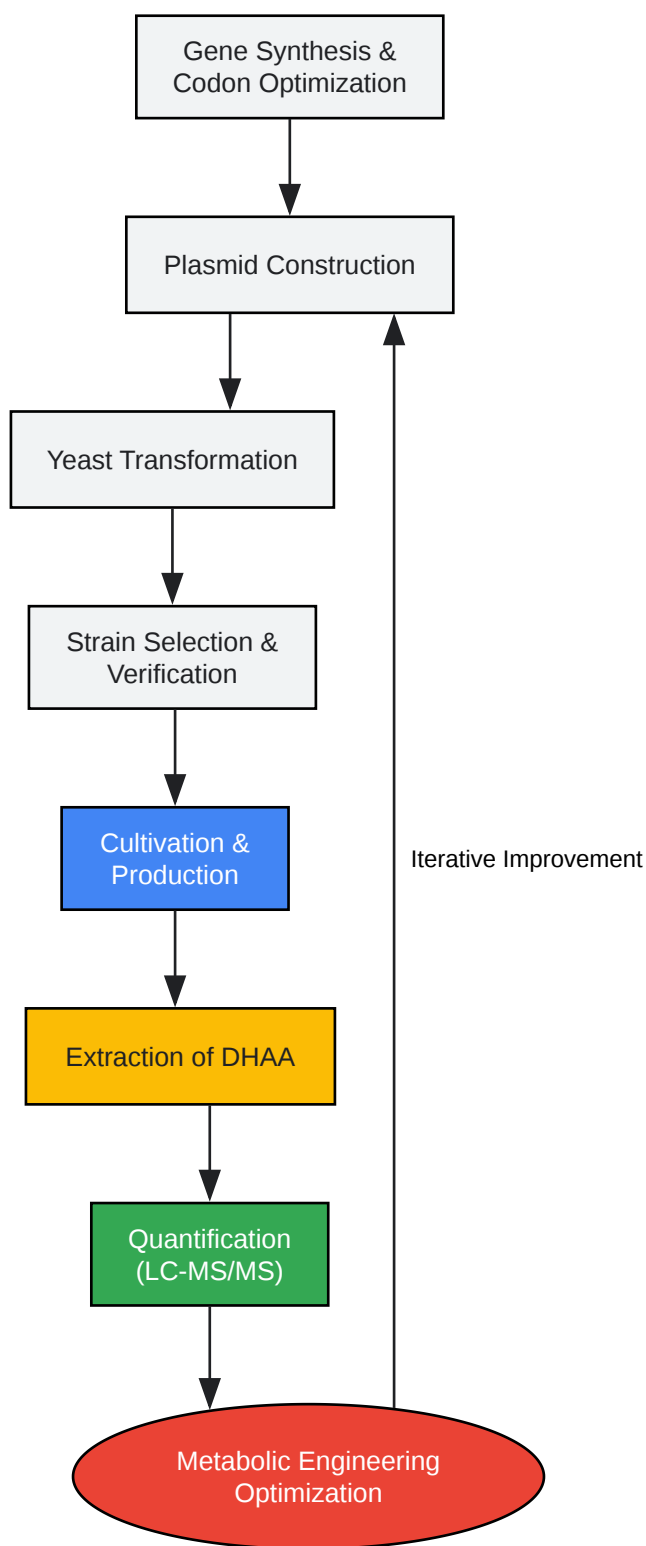 Gene Synthesis &
Codon Optimization
Plasmid Construction
Yeast Transformation
Strain Selection &
Verification
Cultivation &
Production
Iterative Improvement
Extraction of DHAA
Quantification
(LC-MS/MS)
Metabolic Engineering
Optimization